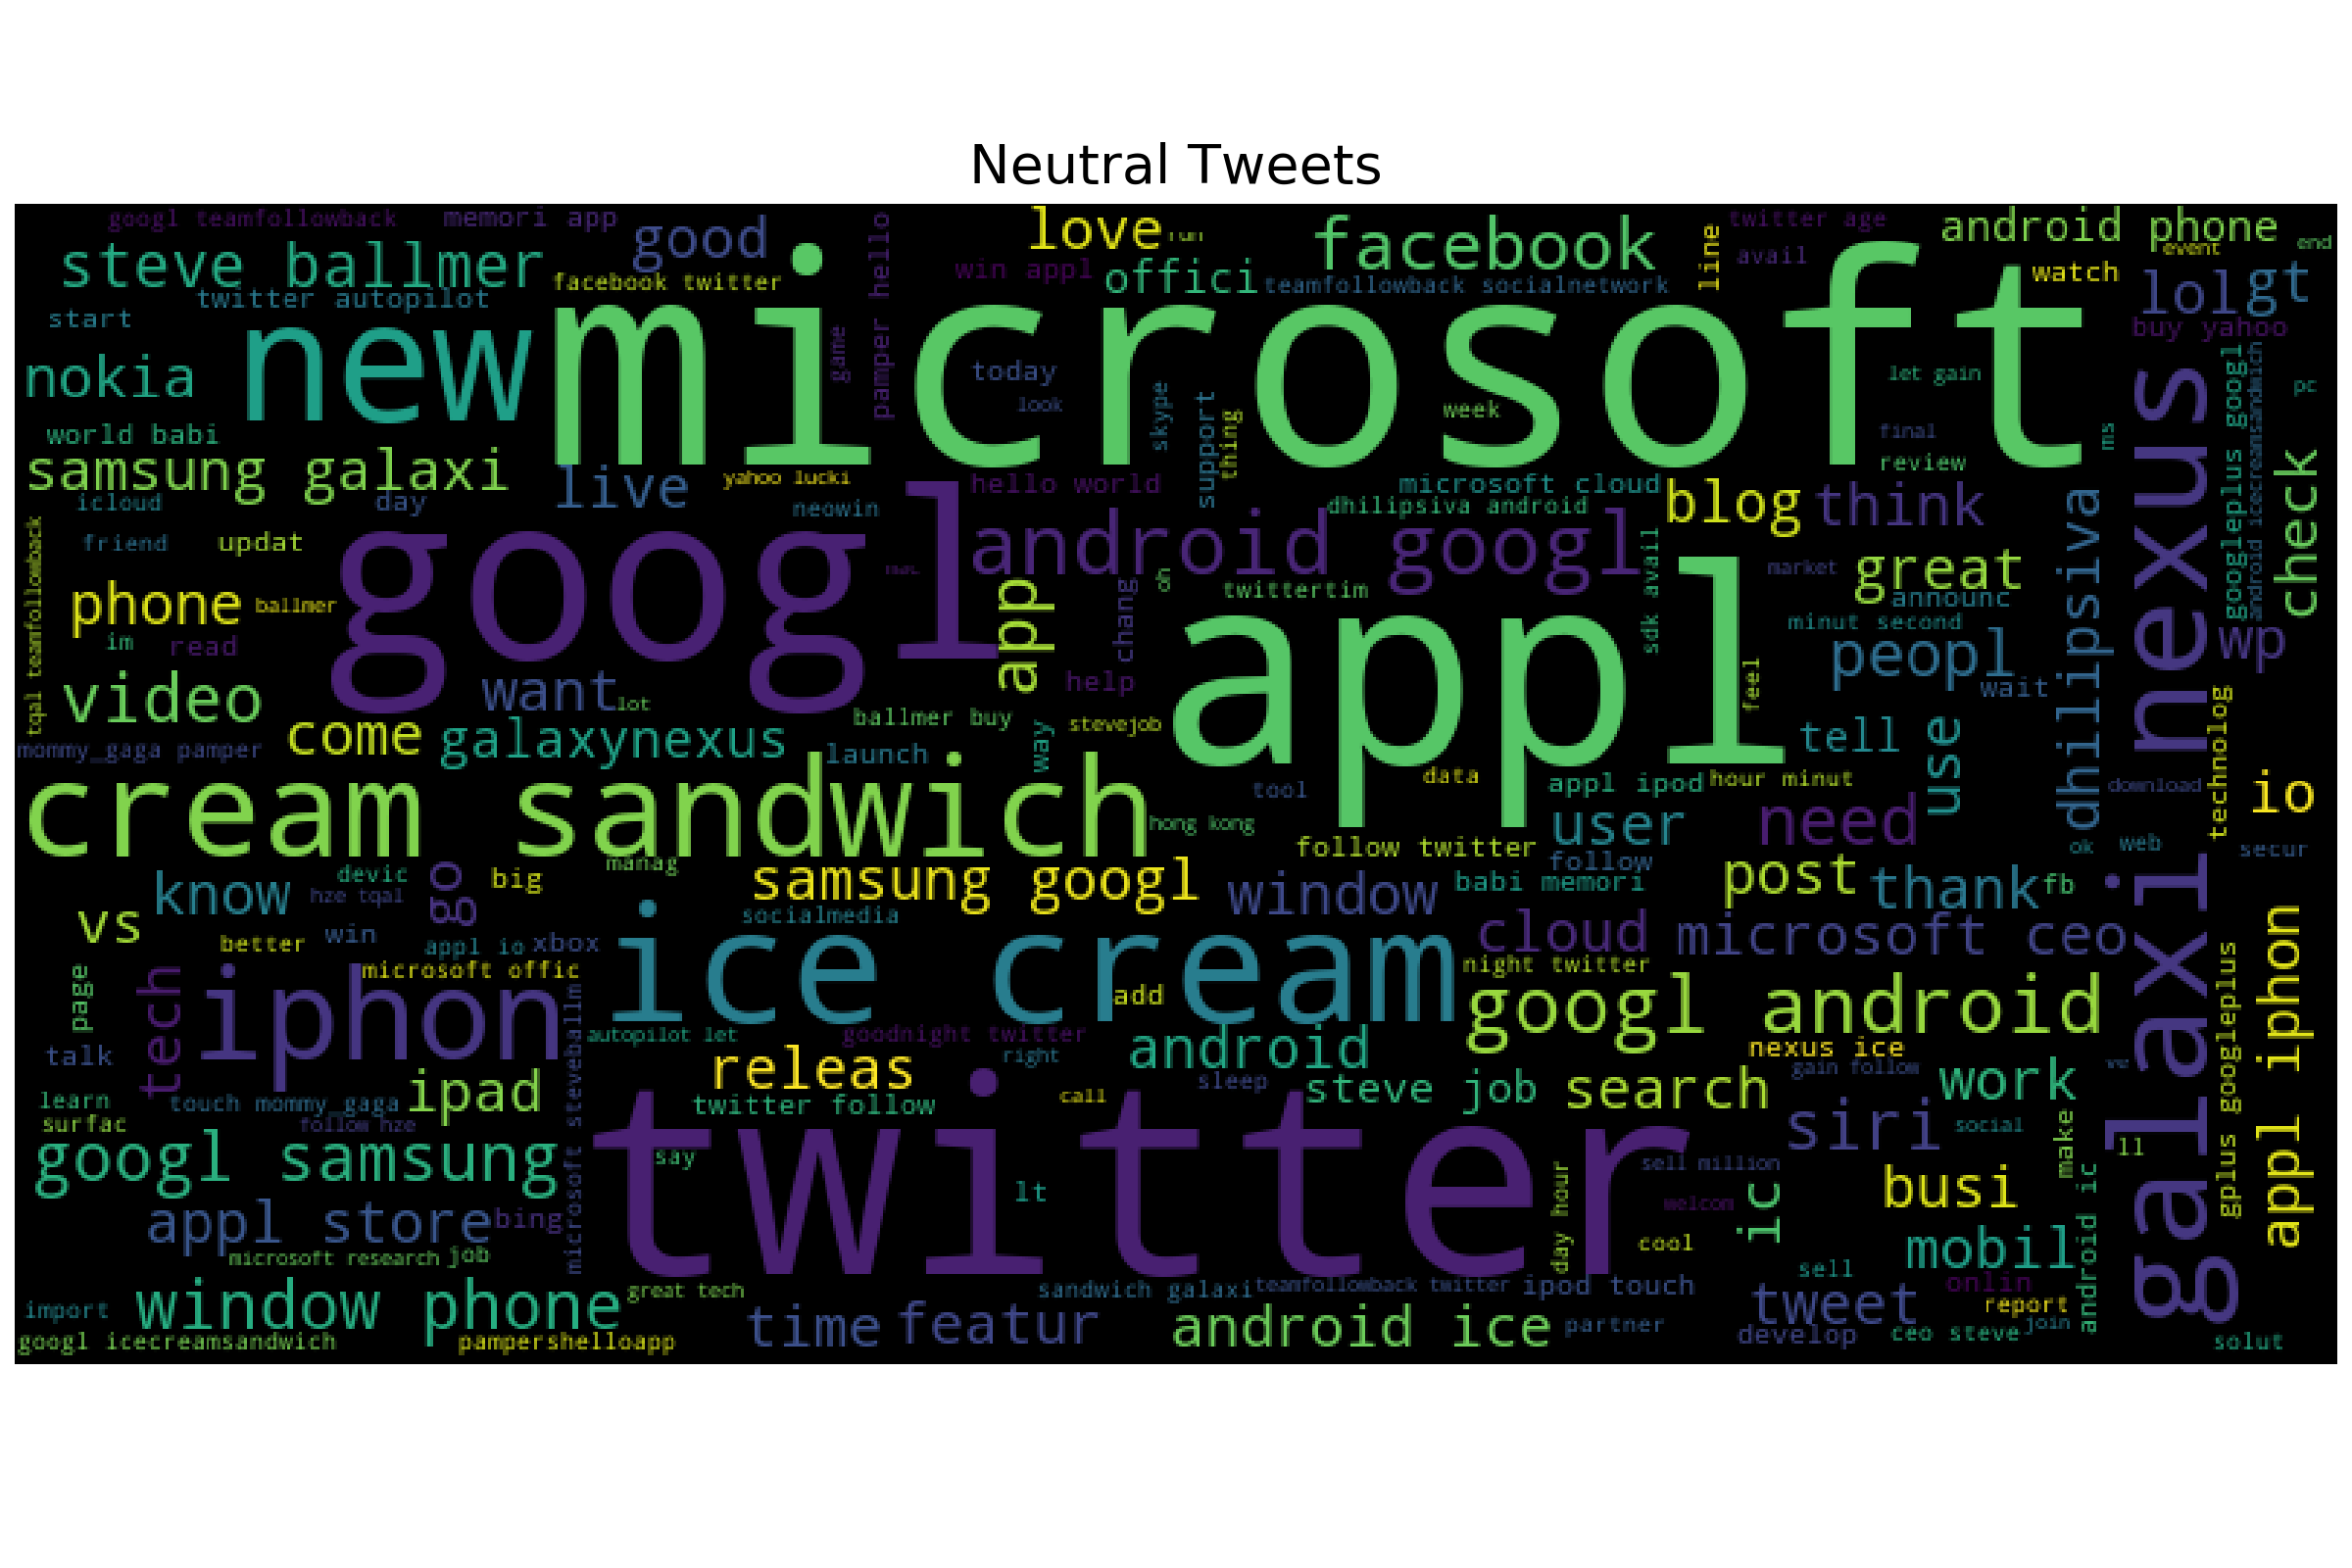 Neutral Tweets
googl teamfollowback
memori app
good
pamper hello
love
run
facebook
line
twitter age
android phone
event
end
steve ballmer
facebook twitter
win appl
offici
teamfollowback socialnetwork
avail
watch
lol
gt
twitter autopilot
start
new
microsoft
buy yahoo
nokia
game
today
look
skype
support
thing
week
let gain
final
review
ms
nexus
googleplus googl
android icecreamsandwich
pc
check
world babi
samsung galaxi
live
yahoo lucki
hello world
microsoft cloud
blog
think
icloud
day
neowin
dhilipsiva android
dhilipsiva
tqal teamfollowback
friend
updat
googl
android googl
sdk avail
market
great
phone
ballmer
app
chang
oh
twittertim
appl
announc
minut second
im
read
wp
peopl
video
want
lot
help
feel
wait
technolog
come
galaxynexus
ballmer buy
stevejob
way
tell
use
mommy_gaga pamper
launch
cream sandwich
data
tool
appl ipod
hour minut
need
download
io
hong kong
user
follow twitter
follow
ok
web
secur
manag
devic
know
hze tqal
go
big
samsung googl
window
babi memori
post
thank
fb
galaxi
vs
socialmedia
better
win
appl io
xbox
ice cream
cloud
microsoft ceo
night twitter
page
tech
iphon
microsoft offic
add
googl android
gplus googleplus
appl iphon
talk
microsoft steveballm
autopilot let
goodnight twitter
android
right
nexus ice
gain follow
ipad
releas
sleep
steve job
search
work
learn
touch mommy_gaga
twitter follow
call
surfac
follow hze
siri
social
make
ll
googl samsung
twitter
say
lt
sell million
day hour
welcom
ic
busi
android ic
appl store
bing
microsoft research
job
cool
mobil
sell
import
window phone
great tech
sandwich galaxi
teamfollowback twitter
ipod touch
onlin
tweet
report
time
featur
android ice
partner
develop
ceo steve
join
googl icecreamsandwich
pampershelloapp
solut